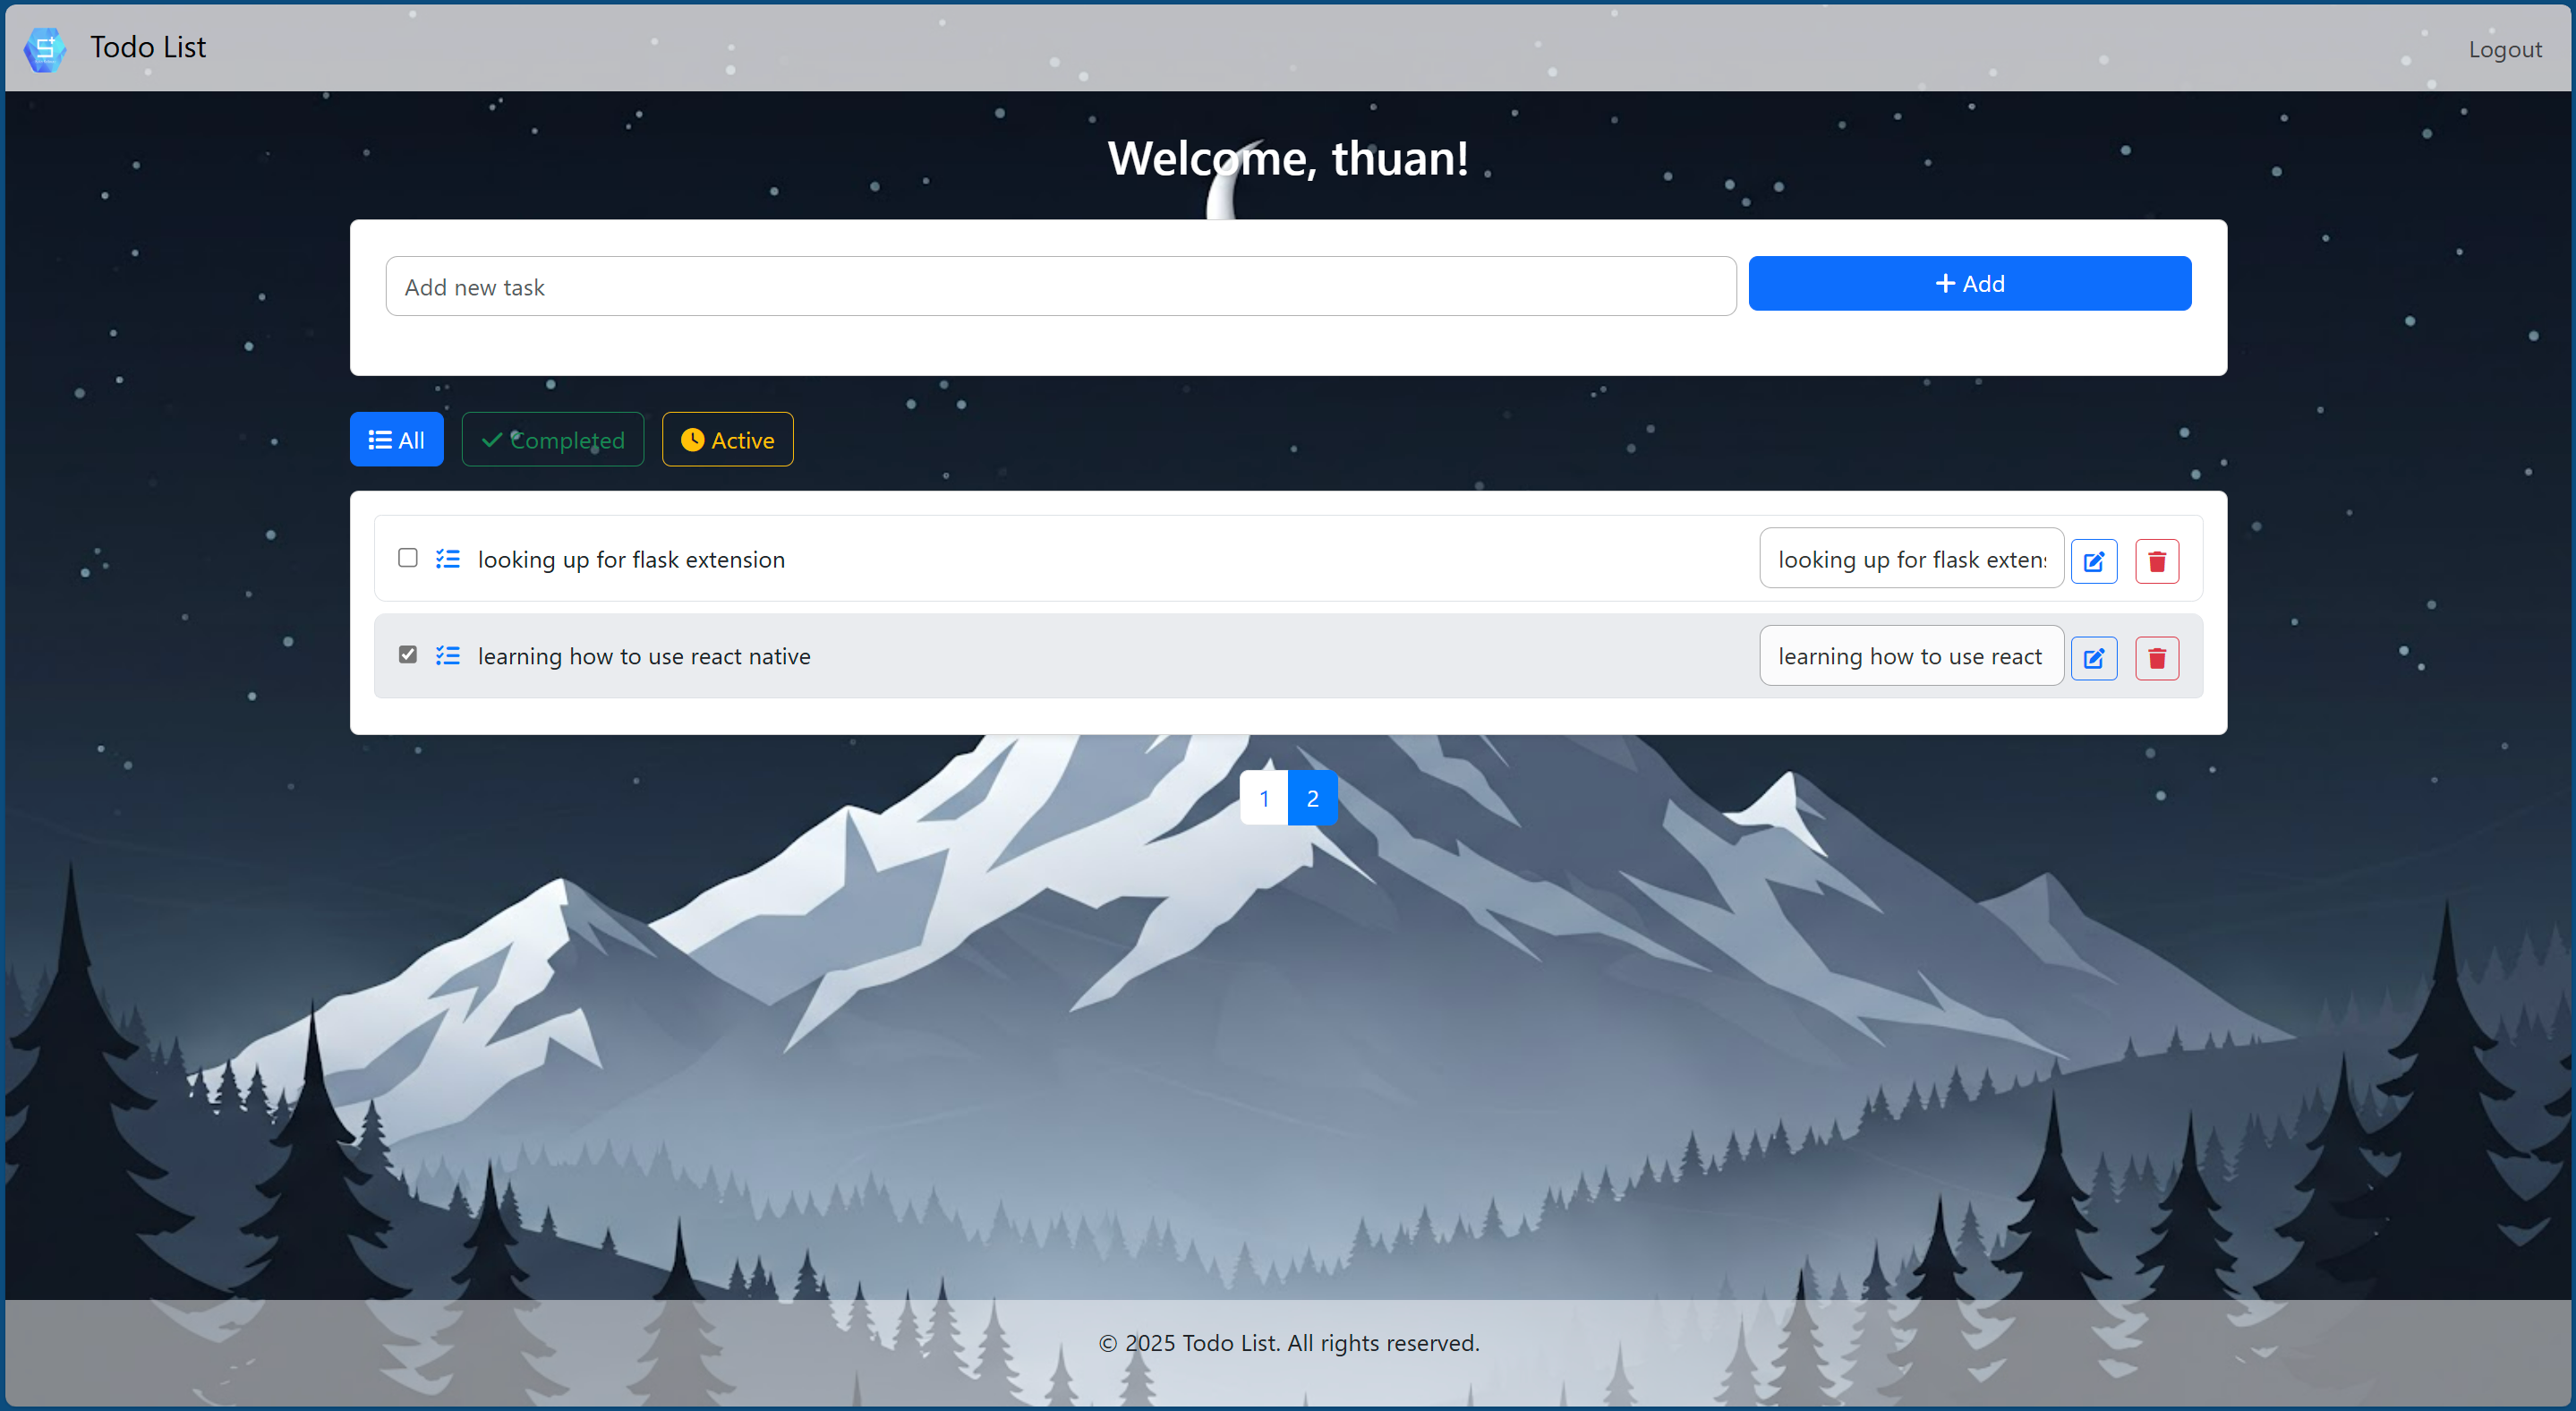 Todo List
Logout
Welcome, thuan!
Add new task
Add
All
Completed
Active
looking up for flask extension
looking up for flask exten
learning how to use react native
learning how to use react
1
2
© 2025 Todo List. All rights reserved.